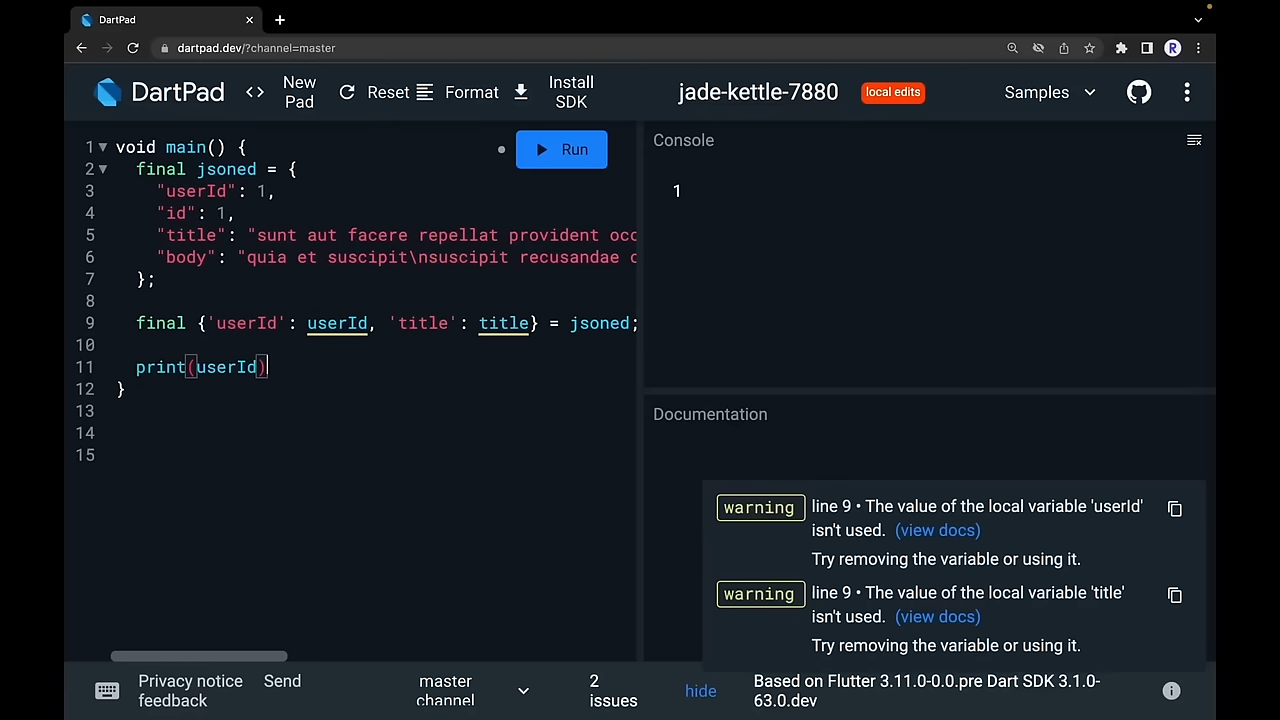 DartPad
dartpad.dev/?channel=master
R
DartPad
<> New Pad
Reset
Format
Install SDK
jade-kettle-7880
local edits
Samples
1 void main() {
2 final jsoned = {
3 "userId": 1,
4 "id": 1,
5 "title": "sunt aut facere repellat provident occ
6 "body": "quia et suscipit\nsuscipit recusandae c
7 };
8
9 final {'userId': userId, 'title': title} = jsoned;
10
11 print(userId)
12 }
13
14
15
Run
Console
1
Documentation
warning line 9 • The value of the local variable 'userId'
isn't used. (view docs)
Try removing the variable or using it.
warning line 9 • The value of the local variable 'title'
isn't used. (view docs)
Try removing the variable or using it.
Privacy notice
Send
feedback
master
channel
2
issues
hide
Based on Flutter 3.11.0-0.0.pre Dart SDK 3.1.0-
63.0.dev